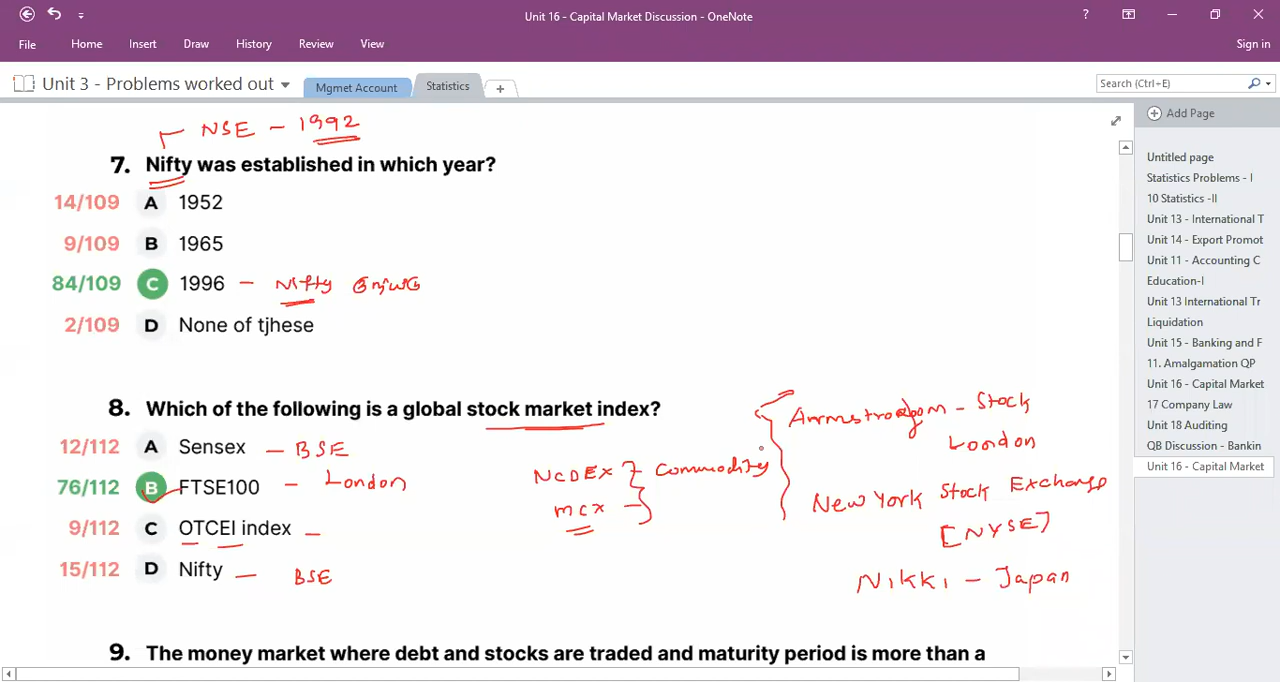 Unit 16 - Capital Market Discussion - OneNote
?
File Home Insert Draw History Review View
Sign in
Unit 3 - Problems worked out
Mgmet Account
Statistics
+
Search (Ctrl+E)
Add Page
Untitled page
Statistics Problems - I
10 Statistics -II
Unit 13 - International T
Unit 14 - Export Promot
Unit 11 - Accounting C
Education-I
Unit 13 International Tr
Liquidation
Unit 15 - Banking and F
11. Amalgamation QP
Unit 16 - Capital Market
17 Company Law
Unit 18 Auditing
QB Discussion - Bankin
Unit 16 - Capital Market
NSE - 1992
7. Nifty was established in which year?
14/109 A 1952
9/109 B 1965
84/109 C 1996 - Nifty
2/109 D None of tjhese
8. Which of the following is a global stock market index?
12/112 A Sensex - BSE
76/112 B FTSE100 - London
9/112 C OTCEI index -
15/112 D Nifty - BSE
NCDEX
MCX
Commodity
- Stock
London
New York Stock Exchange
[NYSE]
Nikki - Japan
9. The money market where debt and stocks are traded and maturity period is more than a